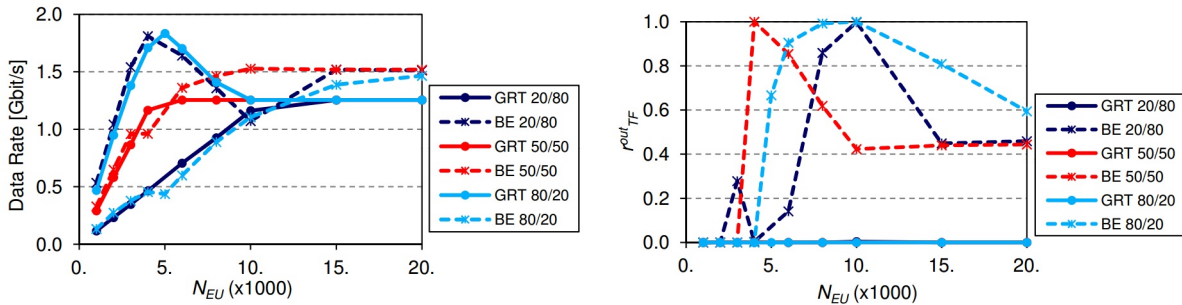 Data Rate [Gbit/s]
2.0
1.5
1.0
0.5
0.0
0. 5. 10. 15. 20.
N_EU (x1000)
GRT 20/80
BE 20/80
GRT 50/50
BE 50/50
GRT 80/20
BE 80/20
r^out_TF
1.0
0.8
0.6
0.4
0.2
0.0
0. 5. 10. 15. 20.
N_EU (x1000)
GRT 20/80
BE 20/80
GRT 50/50
BE 50/50
GRT 80/20
BE 80/20